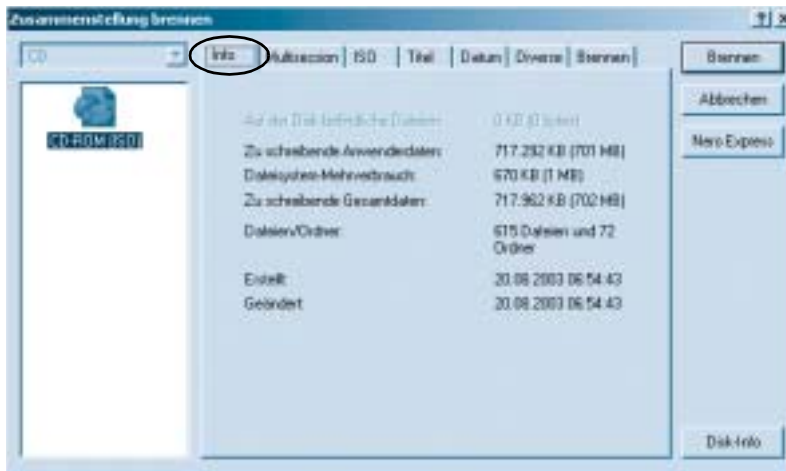 Zusammenstellung brennen
CD
Info Multisession ISO Titel Datum Diverse Brennen
Brennen
Abbrechen
Nero Express
CD-ROM (ISO)
Auf der Disk befindliche Dateien: 0 KB (0 bytes)
Zu schreibende Anwenderdaten: 717.292 KB (701 MB)
Dateisystem-Mehrverbrauch: 670 KB (1 MB)
Zu schreibende Gesamtdaten: 717.962 KB (702 MB)
Dateien/Ordner: 615 Dateien und 72
Ordner
Erstellt: 20.08.2003 06:54:43
Geändert: 20.08.2003 06:54:43
Disk-Info